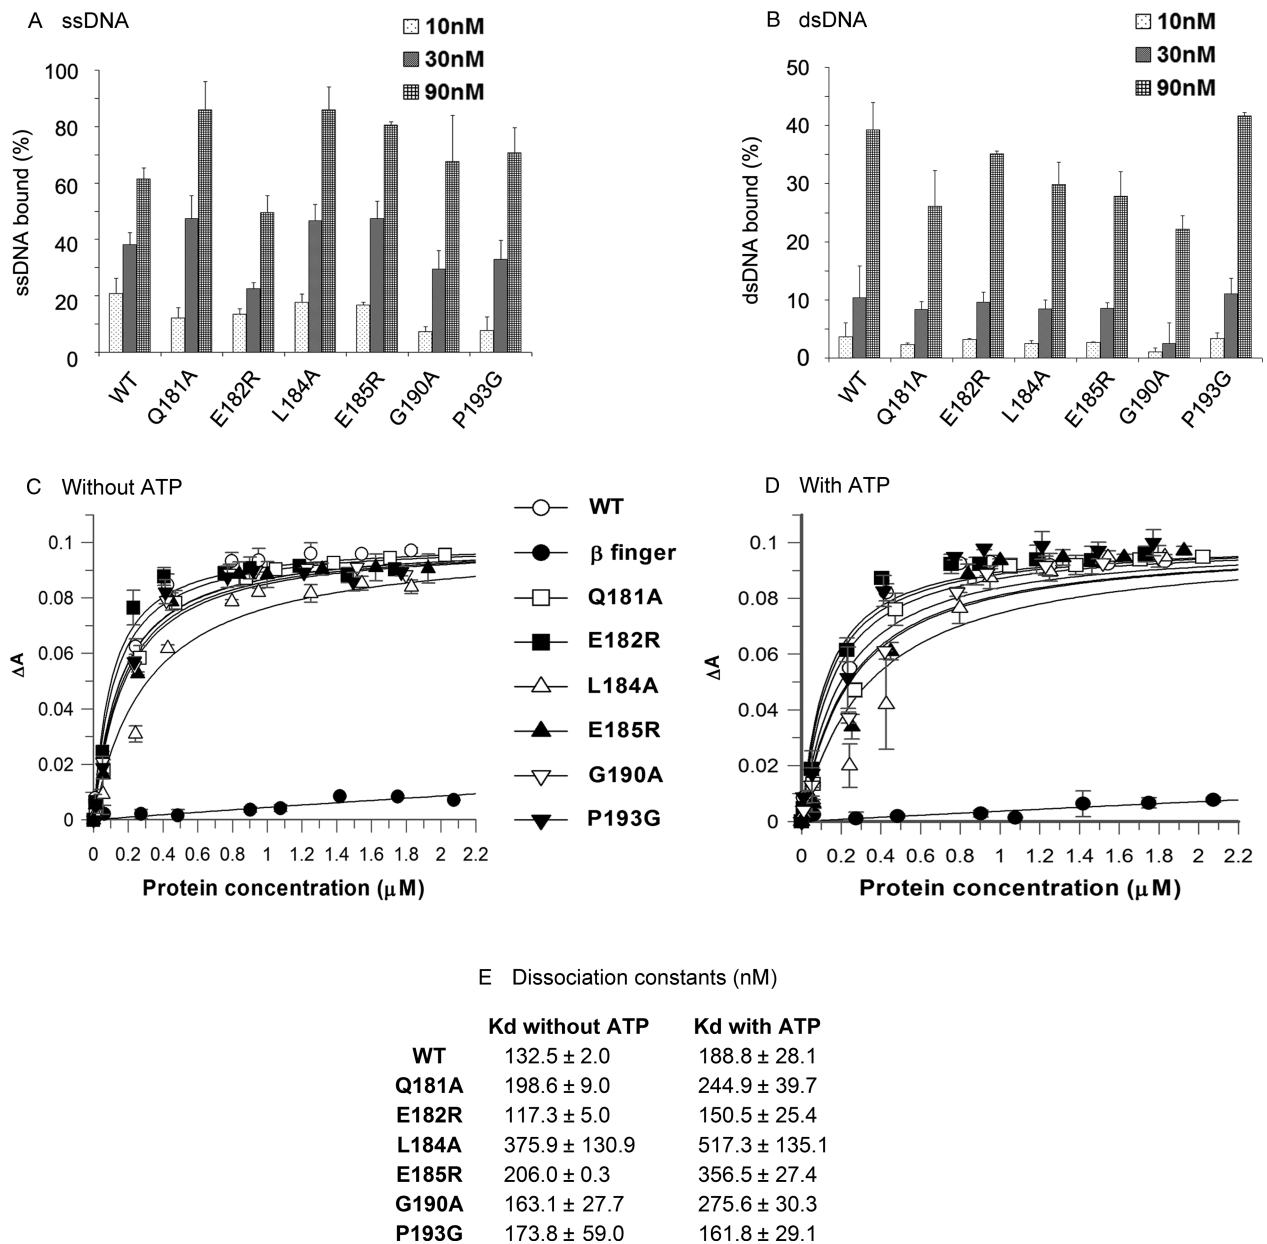 A ssDNA
10nM
30nM
90nM
100
80
60
40
20
0
ssDNA bound (%)
WT
Q181A
E182R
L184A
E185R
G190A
P193G
B dsDNA
10nM
30nM
90nM
50
40
30
20
10
0
dsDNA bound (%)
WT
Q181A
E182R
L184A
E185R
G190A
P193G
C Without ATP
0.1
0.08
0.06
0.04
0.02
0
ΔA
0 0.2 0.4 0.6 0.8 1 1.2 1.4 1.6 1.8 2 2.2
Protein concentration (μM)
WT
β finger
Q181A
E182R
L184A
E185R
G190A
P193G
D With ATP
0.1
0.08
0.06
0.04
0.02
0
ΔA
0 0.2 0.4 0.6 0.8 1 1.2 1.4 1.6 1.8 2 2.2
Protein concentration (μM)
E Dissociation constants (nM)
Kd without ATP Kd with ATP
WT 132.5 ± 2.0 188.8 ± 28.1
Q181A 198.6 ± 9.0 244.9 ± 39.7
E182R 117.3 ± 5.0 150.5 ± 25.4
L184A 375.9 ± 130.9 517.3 ± 135.1
E185R 206.0 ± 0.3 356.5 ± 27.4
G190A 163.1 ± 27.7 275.6 ± 30.3
P193G 173.8 ± 59.0 161.8 ± 29.1